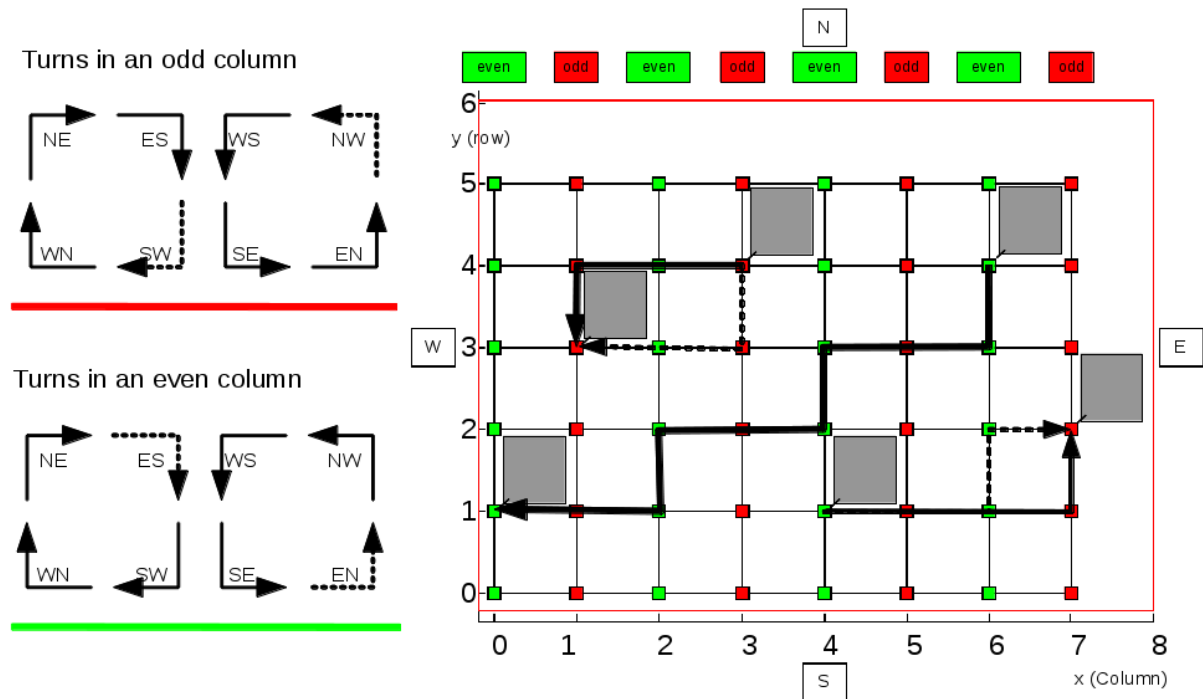 Turns in an odd column
NE ES WS NW
WN SW SE EN
Turns in an even column
NE ES WS NW
WN SW SE EN
N
even odd even odd even odd even odd
6
y (row)
5
4
W 3 E
2
1
0
0 1 2 3 4 5 6 7 8
S
x (Column)